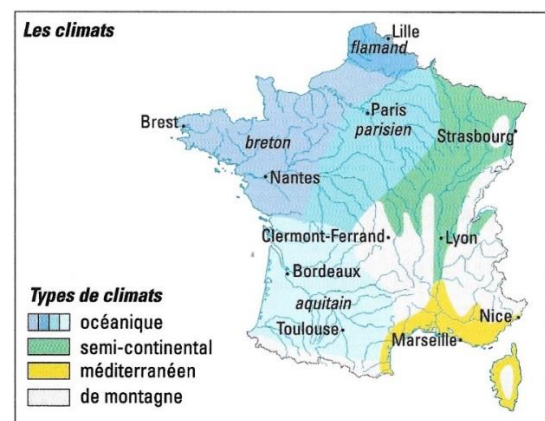 Les climats
Lille
flamand
Paris
parisien
Brest
breton
Strasbourg
Nantes
Clermont-Ferrand
Lyon
Bordeaux
aquitain
Toulouse
Nice
Marseille
Types de climats
océanique
semi-continental
méditerranéen
de montagne